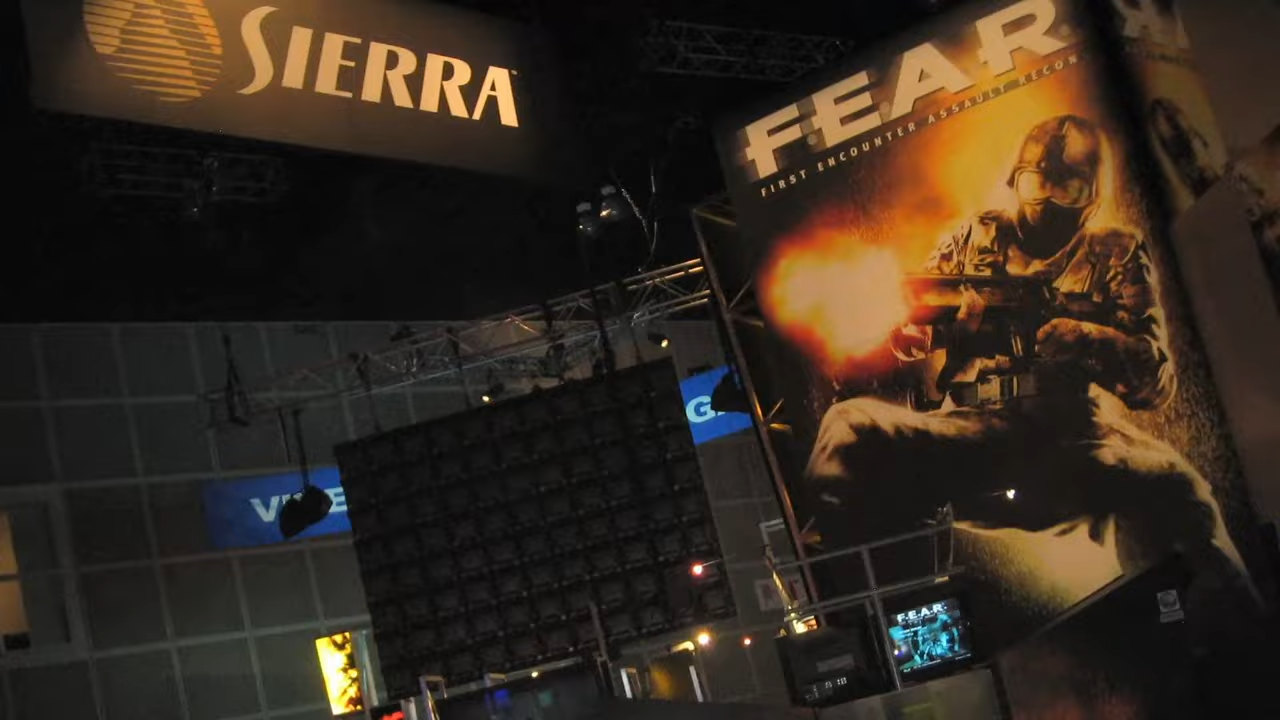 SIERRA
F.E.A.R.
FIRST ENCOUNTER ASSAULT RECON
G
F.E.A.R.